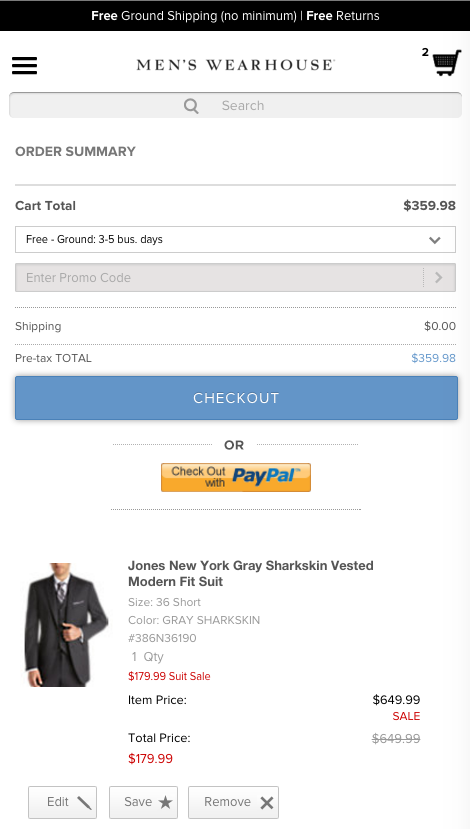 Free Ground Shipping (no minimum) | Free Returns
2
MEN'S WEARHOUSE
Search
ORDER SUMMARY
Cart Total $359.98
Free - Ground: 3-5 bus. days
Enter Promo Code
Shipping $0.00
Pre-tax TOTAL $359.98
CHECKOUT
OR
Check Out with PayPal™
Jones New York Gray Sharkskin Vested
Modern Fit Suit
Size: 36 Short
Color: GRAY SHARKSKIN
#386N36190
1 Qty
$179.99 Suit Sale
Item Price: $649.99
SALE
Total Price: $649.99
$179.99
Edit Save Remove